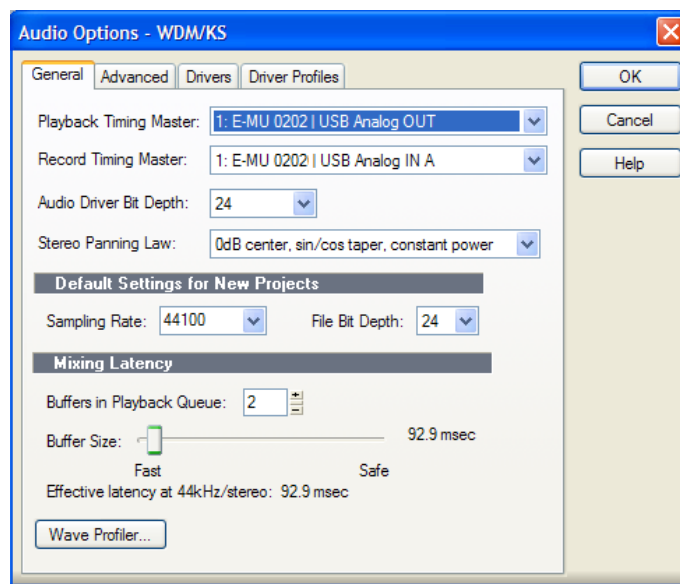 Audio Options - WDM/KS
General Advanced Drivers Driver Profiles
OK
Playback Timing Master: 1: E-MU 0202 | USB Analog OUT
Cancel
Record Timing Master: 1: E-MU 0202 | USB Analog IN A
Help
Audio Driver Bit Depth: 24
Stereo Panning Law: 0dB center, sin/cos taper, constant power
Default Settings for New Projects
Sampling Rate: 44100 File Bit Depth: 24
Mixing Latency
Buffers in Playback Queue: 2
Buffer Size: 92.9 msec
Fast Safe
Effective latency at 44kHz/stereo: 92.9 msec
Wave Profiler...